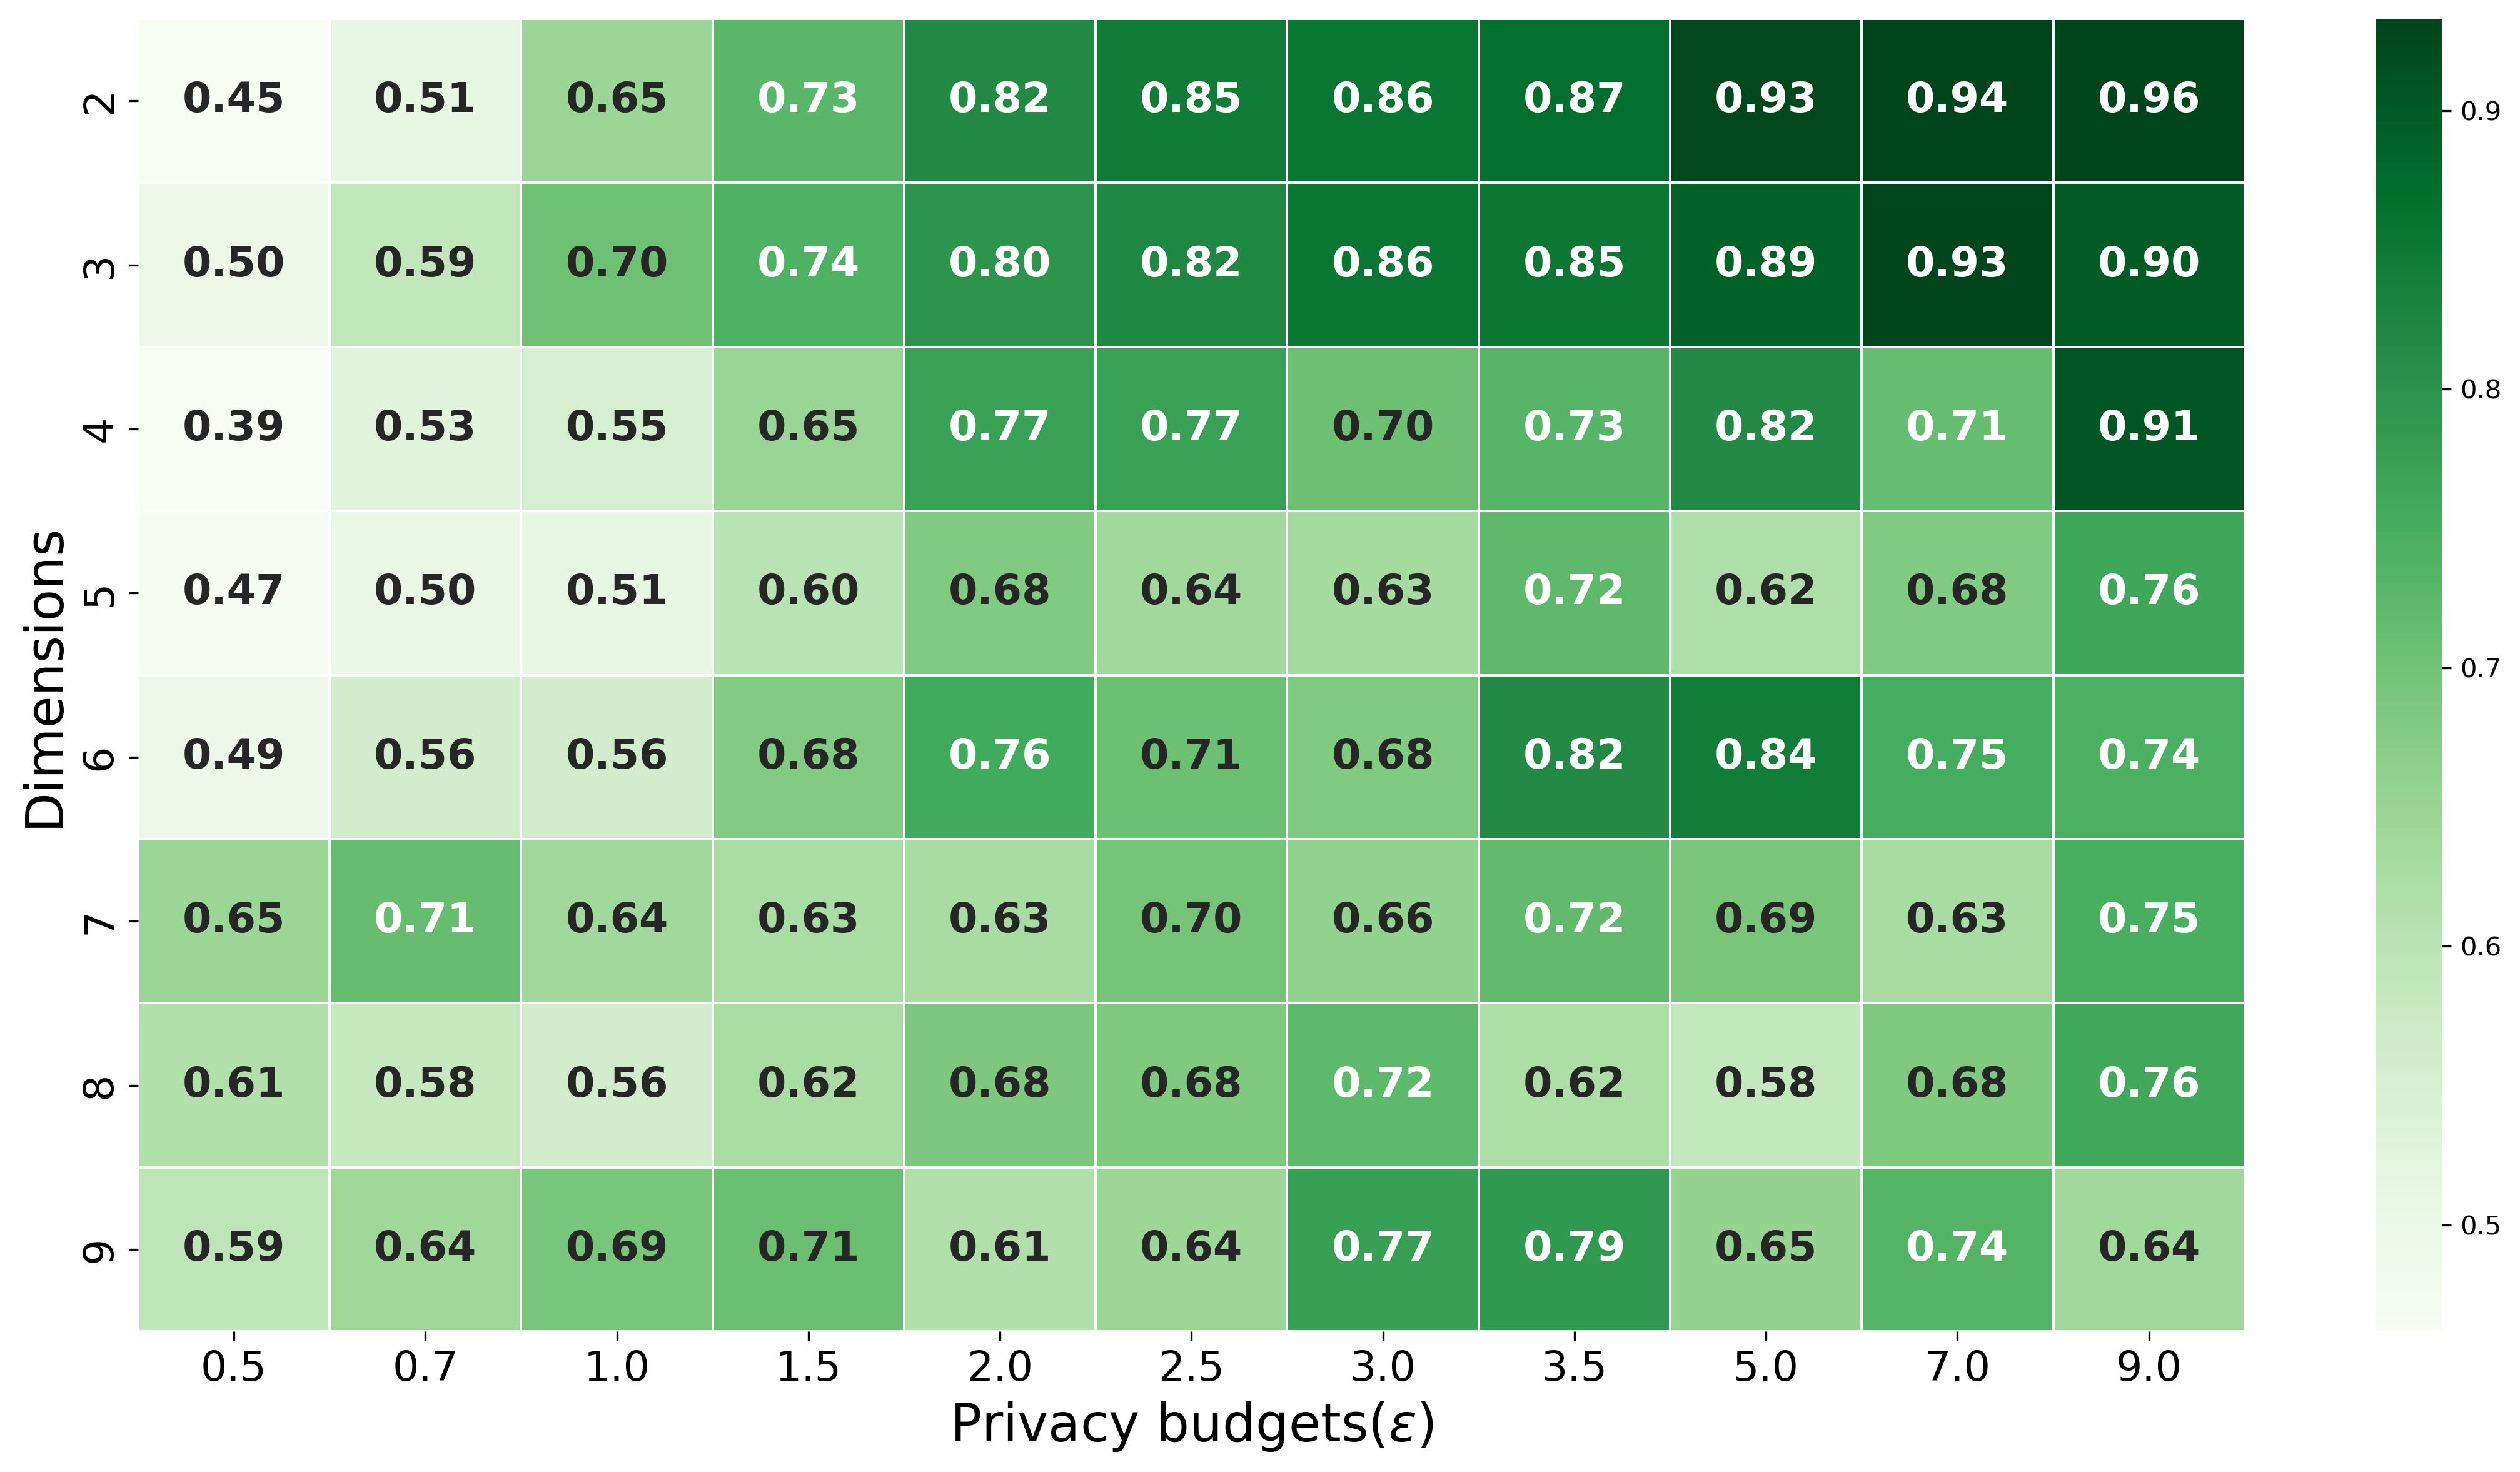 2 0.45 0.51 0.65 0.73 0.82 0.85 0.86 0.87 0.93 0.94 0.96
3 0.50 0.59 0.70 0.74 0.80 0.82 0.86 0.85 0.89 0.93 0.90
4 0.39 0.53 0.55 0.65 0.77 0.77 0.70 0.73 0.82 0.71 0.91
5 0.47 0.50 0.51 0.60 0.68 0.64 0.63 0.72 0.62 0.68 0.76
6 0.49 0.56 0.56 0.68 0.76 0.71 0.68 0.82 0.84 0.75 0.74
7 0.65 0.71 0.64 0.63 0.63 0.70 0.66 0.72 0.69 0.63 0.75
8 0.61 0.58 0.56 0.62 0.68 0.68 0.72 0.62 0.58 0.68 0.76
9 0.59 0.64 0.69 0.71 0.61 0.64 0.77 0.79 0.65 0.74 0.64
Dimensions
0.5 0.7 1.0 1.5 2.0 2.5 3.0 3.5 5.0 7.0 9.0
Privacy budgets(ε)
0.9
0.8
0.7
0.6
0.5